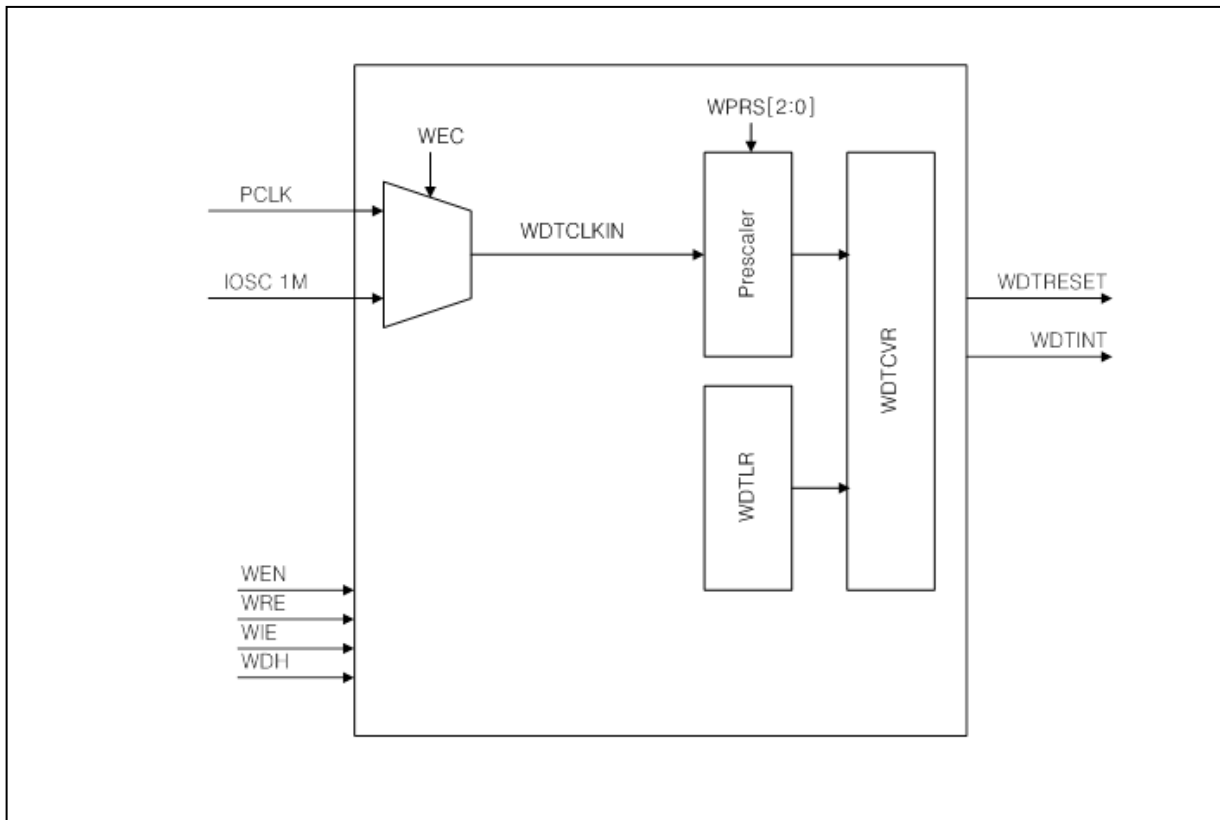 WPRS[2:0]
WEC
PCLK
WDTCLKIN
Prescaler
IOSC 1M
WDTRESET
WDTINT
WDTCVR
WDTLR
WEN
WRE
WIE
WDH